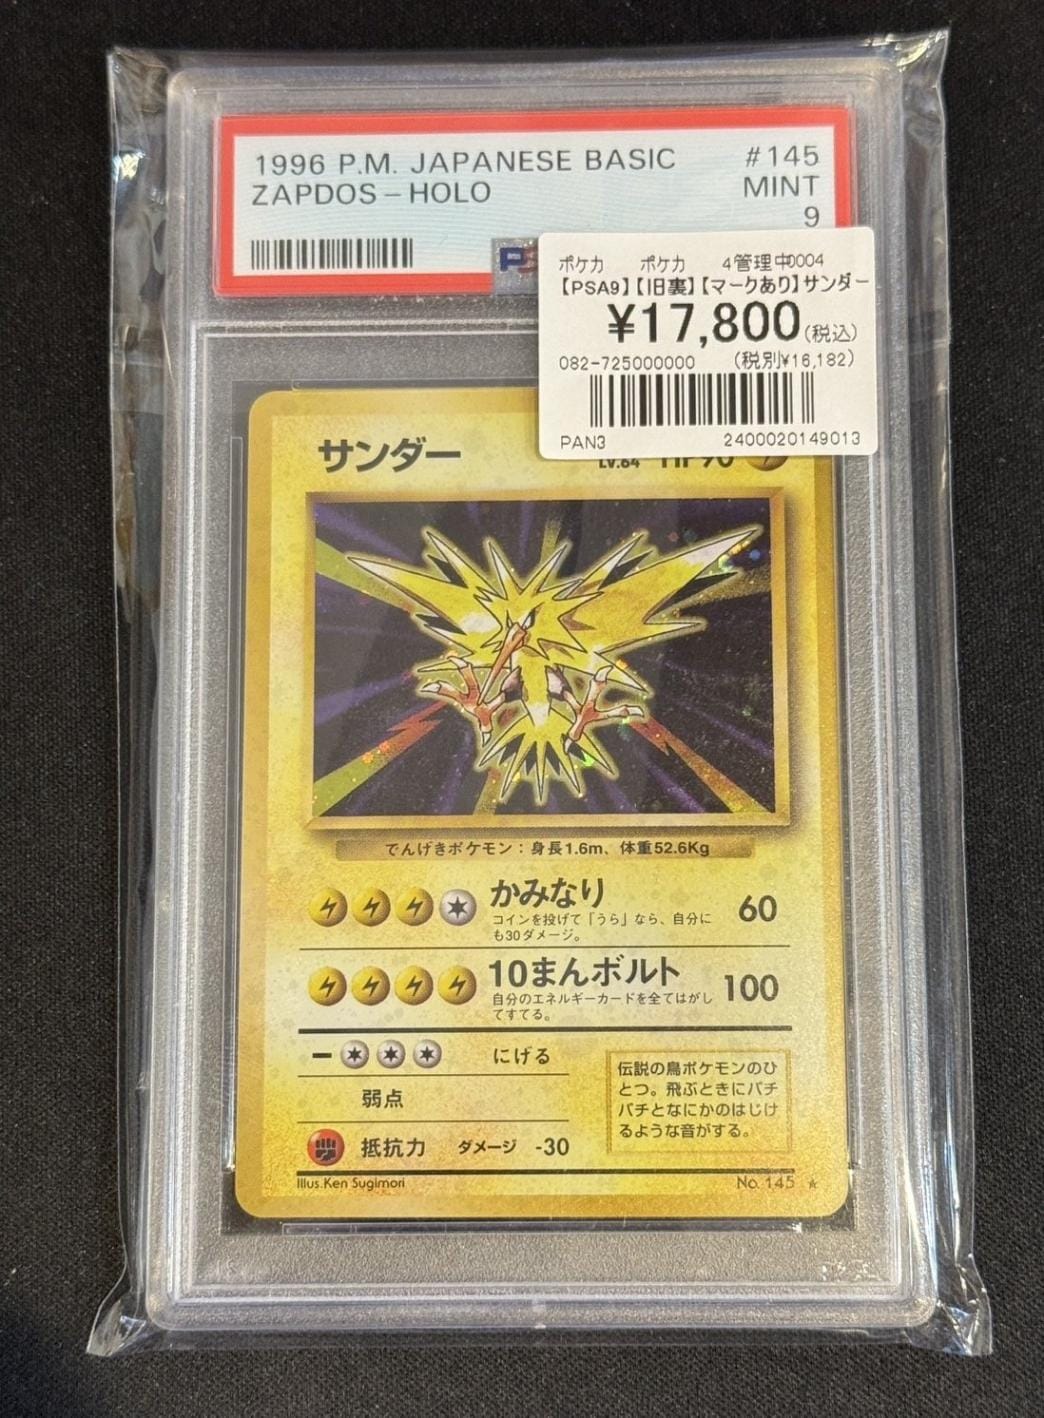 1996 P.M. JAPANESE BASIC #145
ZAPDOS - HOLO MINT
9
ポケカ ポケカ 4管理中0004
【PSA9】【旧裏】【マークあり】サンダー
¥17,800(税込)
082-725000000 (税別¥16,182)
PAN3 2400020149013
サンダー LV.64 HP90
でんげきポケモン：身長1.6m、体重52.6Kg
かみなり 60
コインを投げて「うら」なら、自分に
も30ダメージ。
10まんボルト 100
自分のエネルギーカードを全てはがし
てすてる。
にげる
弱点
抵抗力 ダメージ -30
伝説の鳥ポケモンのひ
とつ。飛ぶときにバチ
バチとなにかのはじけ
るような音がする。
Illus.Ken Sugimori No. 145 ★